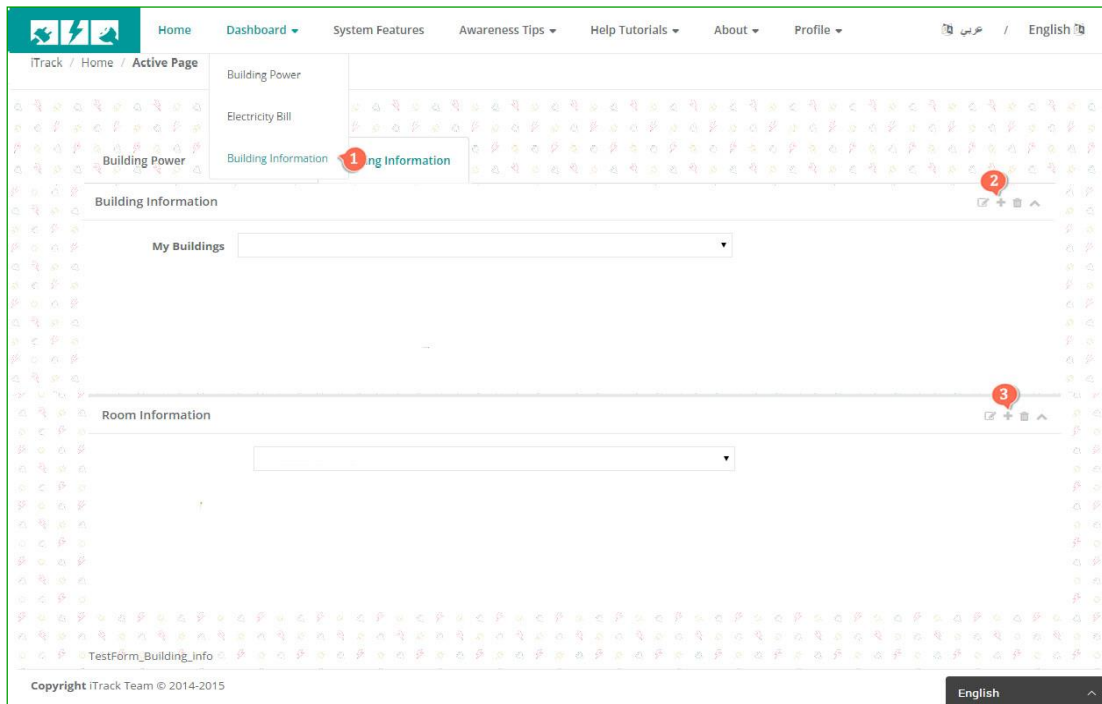 Home Dashboard System Features Awareness Tips Help Tutorials About Profile عربي / English
iTrack / Home / Active Page
Building Power
Electricity Bill
Building Information
Building Power 1 ng Information
2
Building Information
My Buildings
3
Room Information
TestForm_Building_info
Copyright iTrack Team © 2014-2015
English